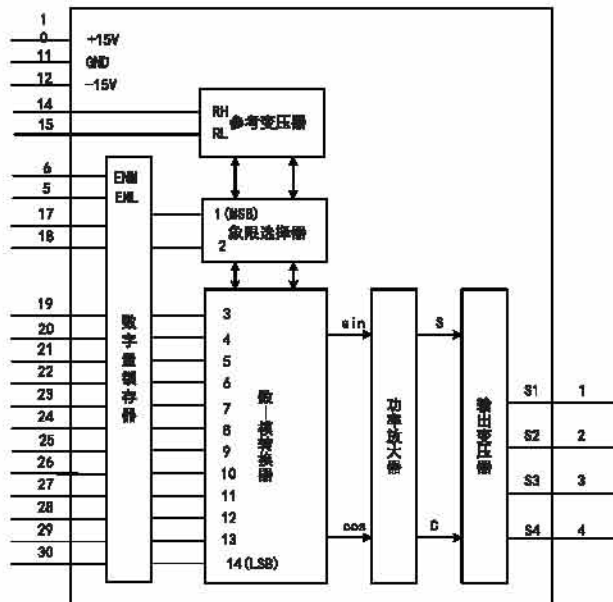 1
0 +15V
11 GND
12 -15V
14 RH
参考变压器
15 RL
6 ENM
5 ENL
17 1(MSB)
象限选择器
18 2
19 3
20 4
21 5
22 6
23 7
24 8
25 9
26 10
27 11
28 12
29 13
30 14(LSB)
数字量锁存器
数—模转换器
sin
cos
功率放大器
S
C
输出变压器
S1 1
S2 2
S3 3
S4 4